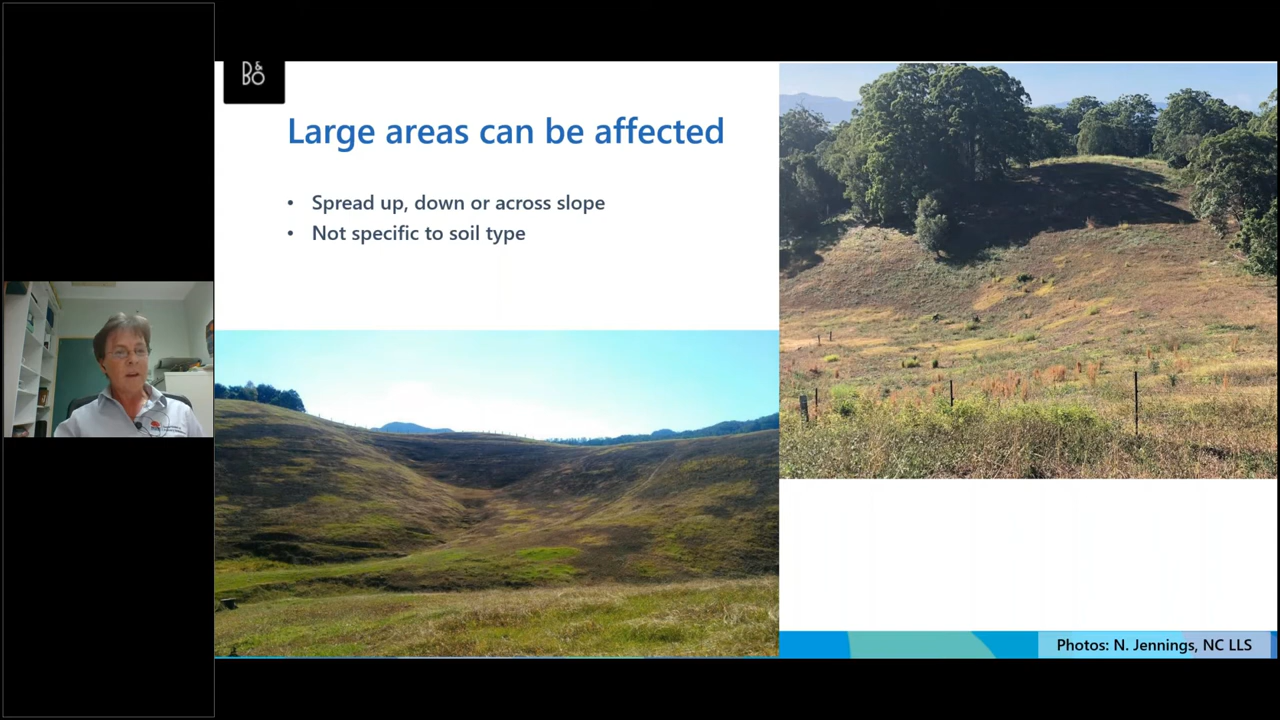 B&O
Large areas can be affected
• Spread up, down or across slope
• Not specific to soil type
Photos: N. Jennings, NC LLS